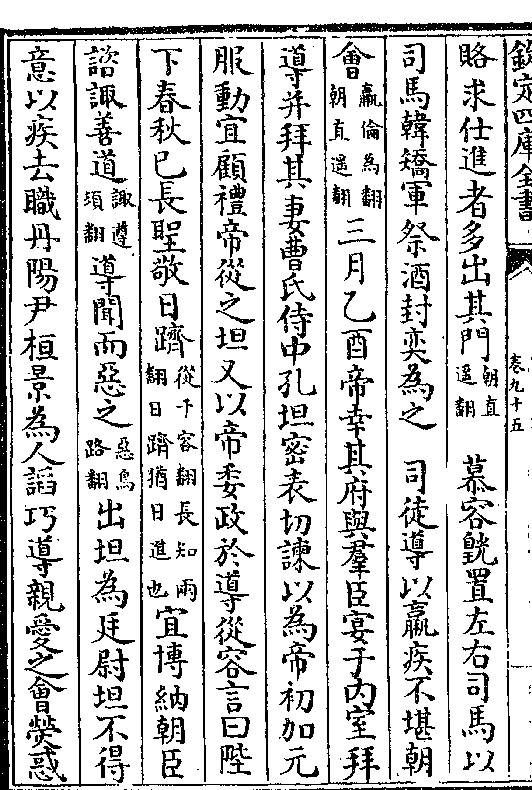 欽定四庫全書
卷九十五
賂求仕進者多出其門朝直遥翻 慕容皝置左右司馬以
司馬韓矯軍祭酒封奕為之 司徒導以羸疾不堪朝
會羸倫為翻朝直遥翻三月乙酉帝幸其府與羣臣宴于内室拜
導并拜其妻曹氏侍中孔坦密表切諫以為帝初加元
服動宜顧禮帝從之坦又以帝委政於導從容言曰陛
下春秋已長聖敬日躋從千容翻長知兩翻日躋猶日進也宜博納朝臣
諮諏善道諏遵須翻導聞而惡之惡烏路翻出坦為廷尉坦不得
意以疾去職丹陽尹桓景為人謟巧導親愛之會熒惑